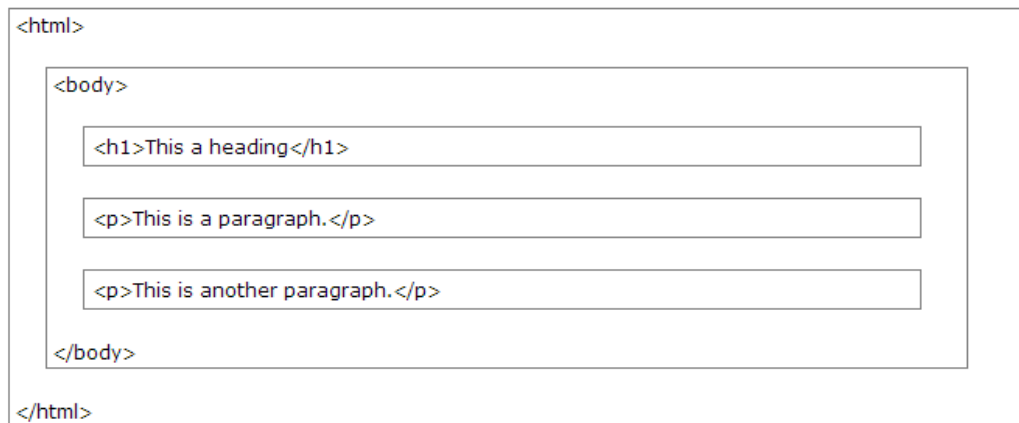 <html>
<body>
<h1>This a heading</h1>
<p>This is a paragraph.</p>
<p>This is another paragraph.</p>
</body>
</html>